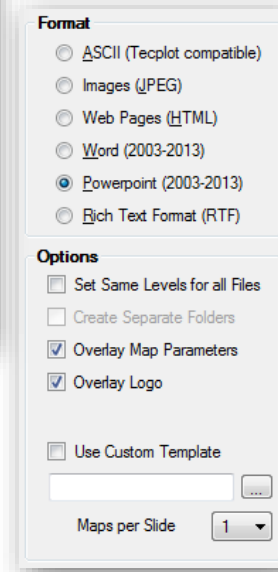 Format
ASCII (Tecplot compatible)
Images (JPEG)
Web Pages (HTML)
Word (2003-2013)
Powerpoint (2003-2013)
Rich Text Format (RTF)
Options
Set Same Levels for all Files
Create Separate Folders
Overlay Map Parameters
Overlay Logo
Use Custom Template
...
Maps per Slide 1